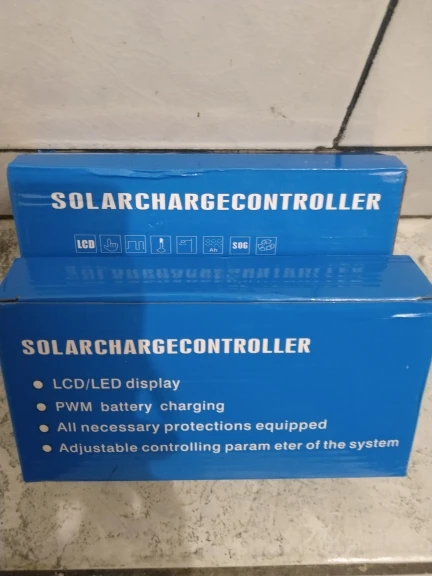 SOLARCHARGECONTROLLER
LCD Ah SOG
SOLARCHARGECONTROLLER
LCD/LED display
PWM battery charging
All necessary protections equipped
Adjustable controlling param eter of the system